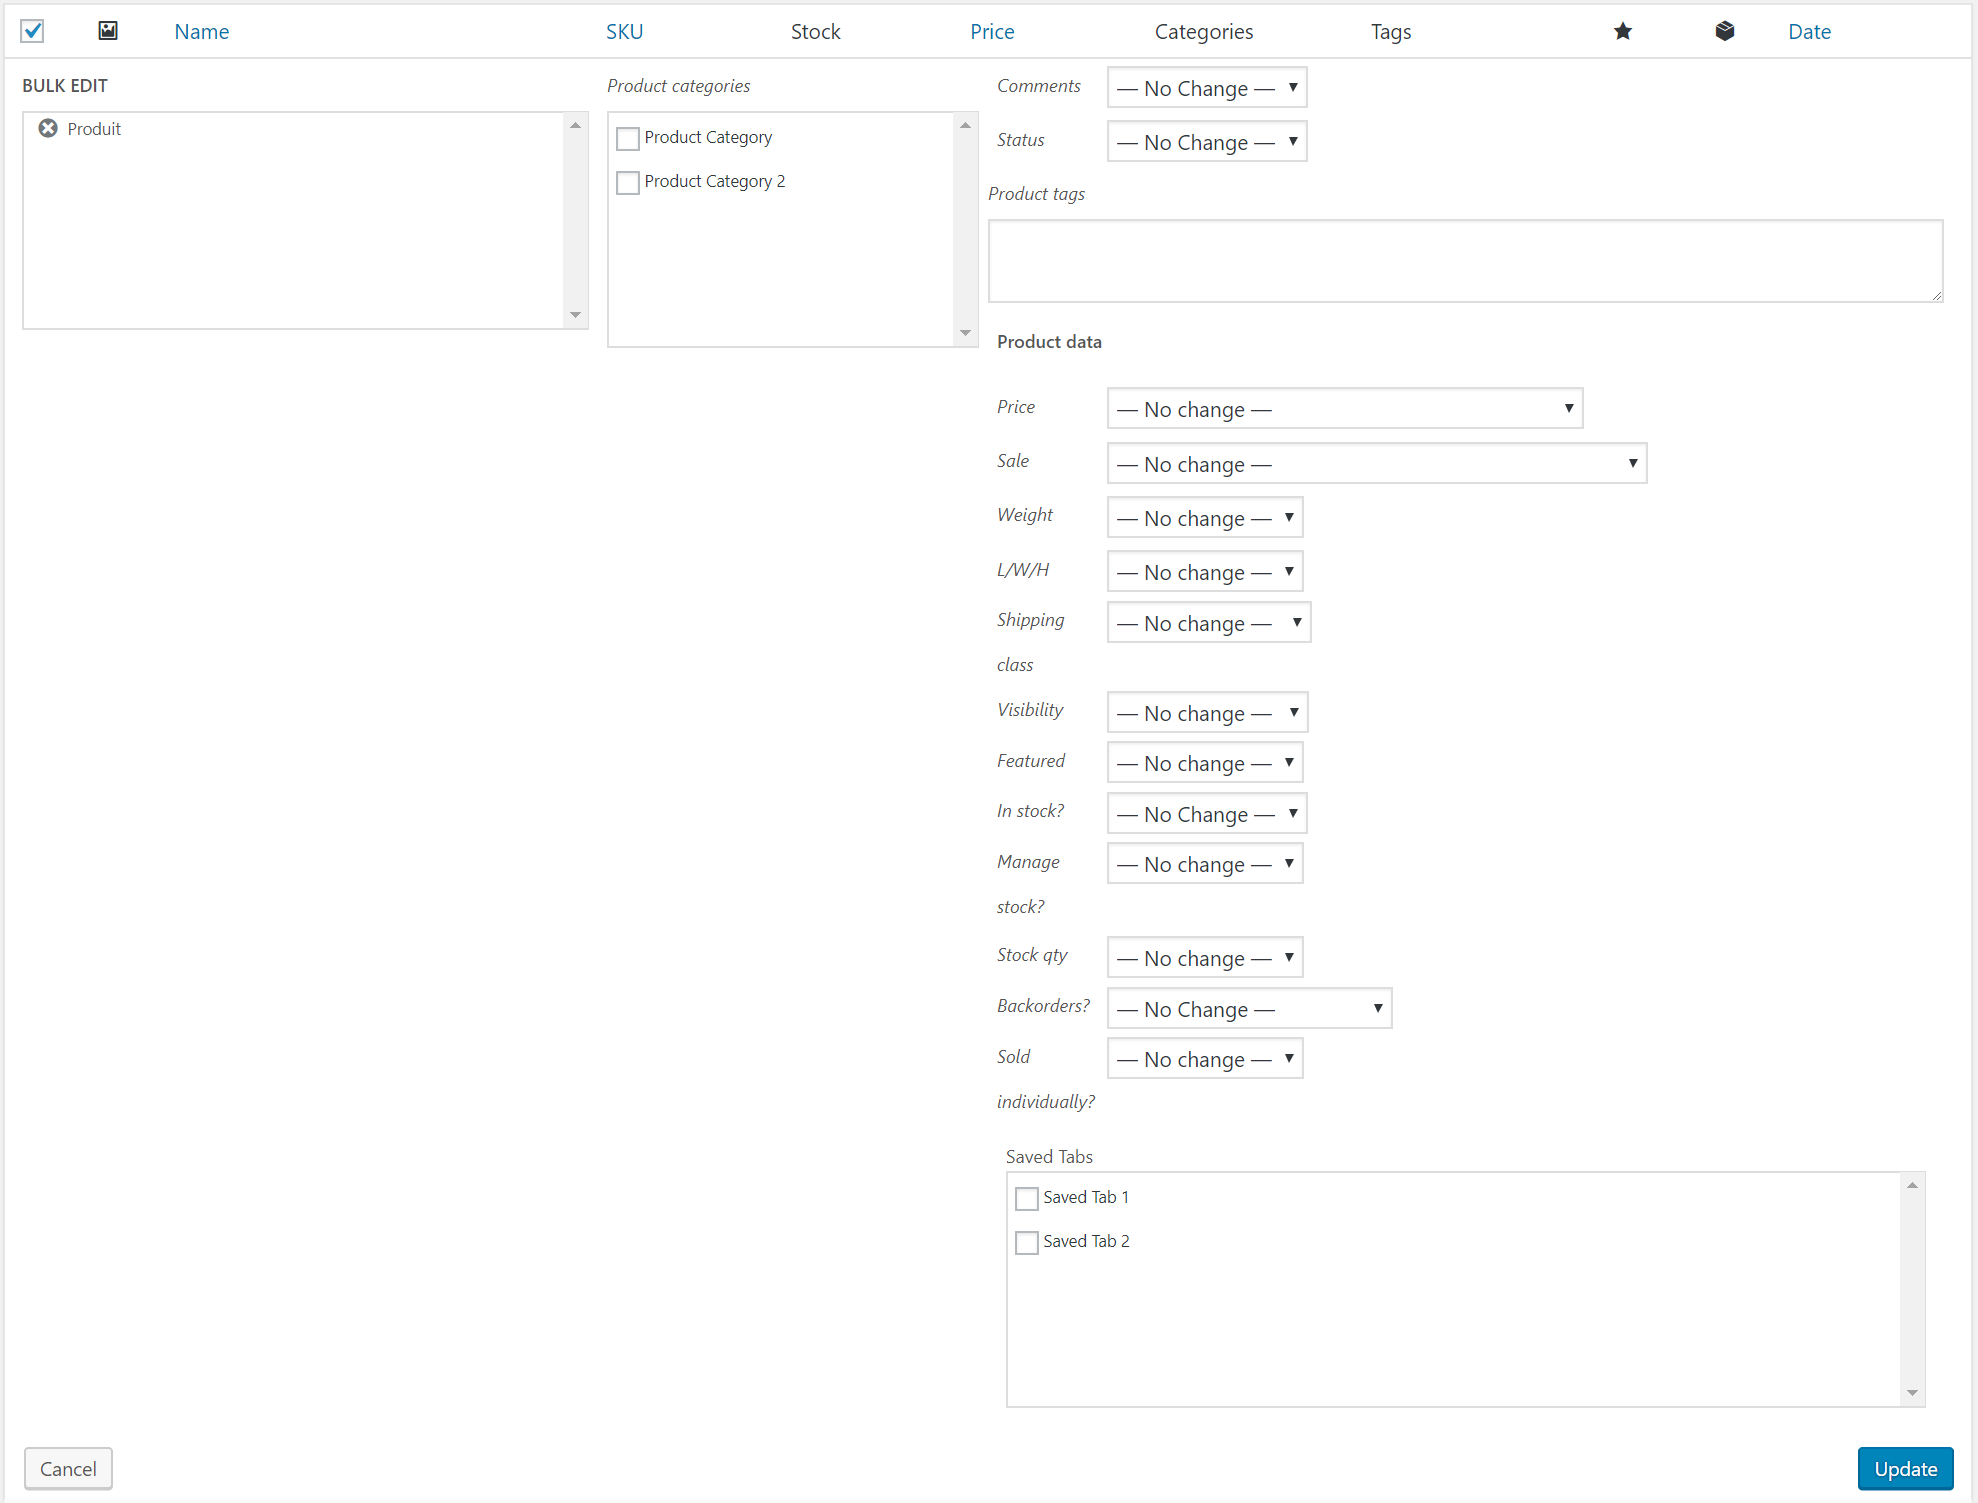 Name SKU Stock Price Categories Tags Date
BULK EDIT
Produit
Product categories
Product Category
Product Category 2
Comments — No Change —
Status — No Change —
Product tags
Product data
Price — No change —
Sale — No change —
Weight — No change —
L/W/H — No change —
Shipping class — No change —
Visibility — No change —
Featured — No change —
In stock? — No Change —
Manage stock? — No change —
Stock qty — No change —
Backorders? — No Change —
Sold individually? — No change —
Saved Tabs
Saved Tab 1
Saved Tab 2
Cancel Update